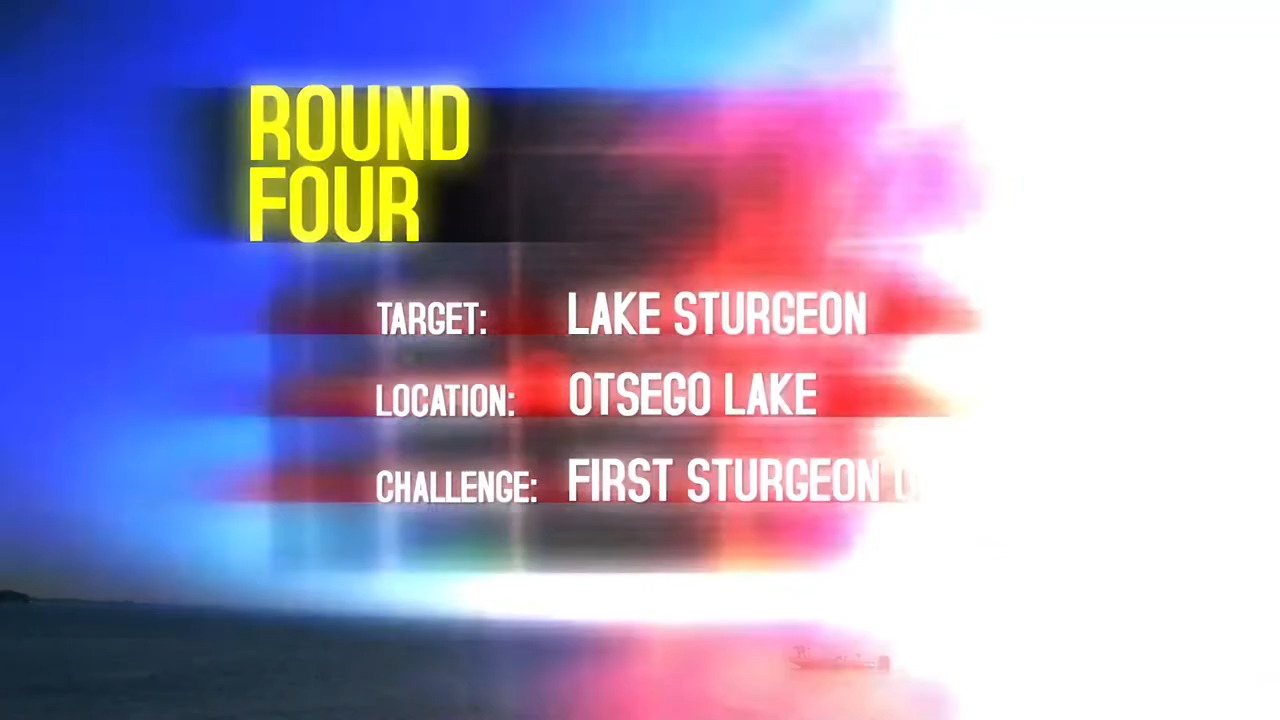 ROUND
FOUR
TARGET: LAKE STURGEON
LOCATION: OTSEGO LAKE
CHALLENGE: FIRST STURGEON